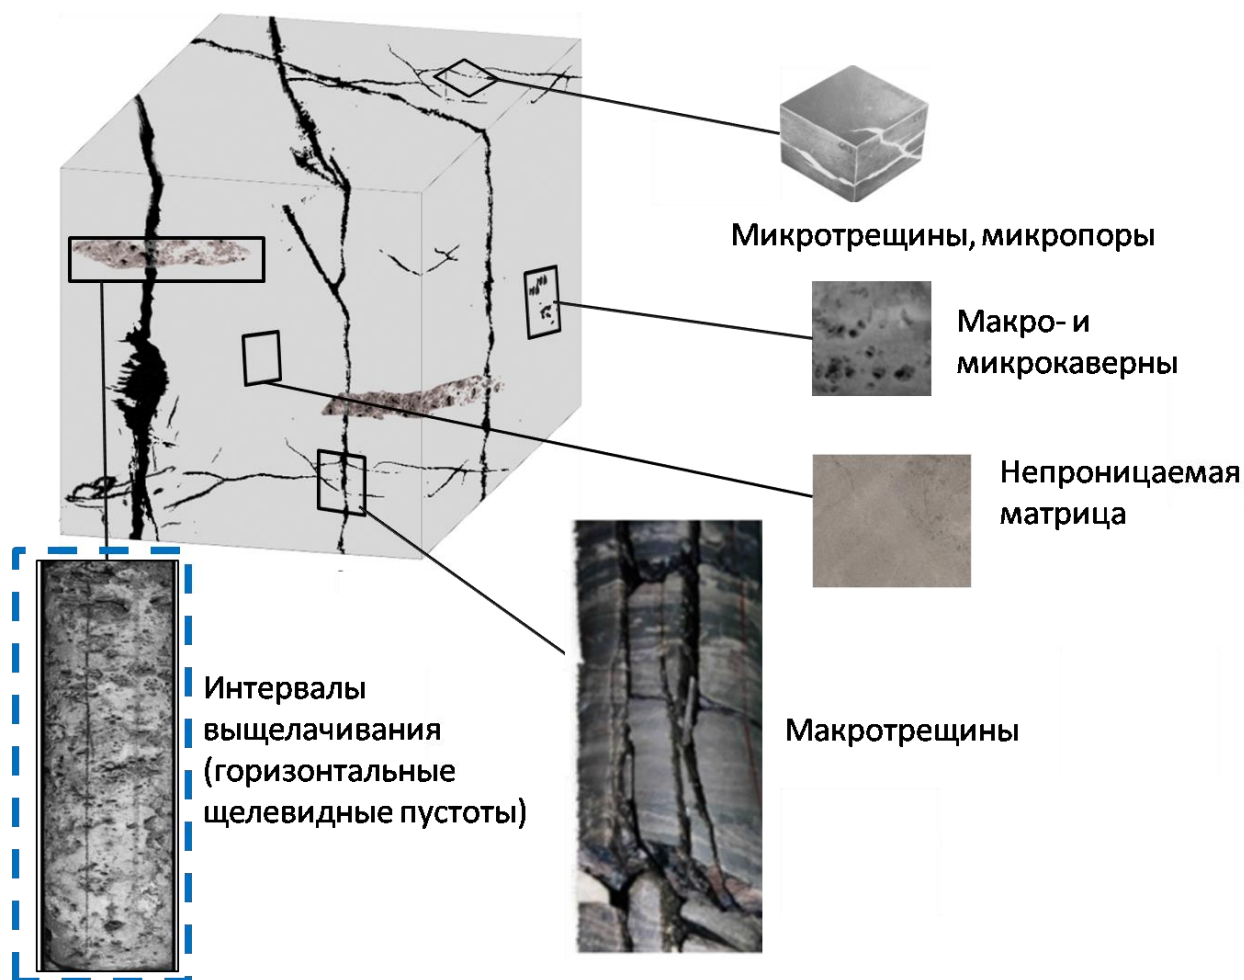 Микротрещины, микропоры
Макро- и
микрокаверны
Непроницаемая
матрица
Интервалы
выщелачивания
(горизонтальные
щелевидные пустоты)
Макротрещины